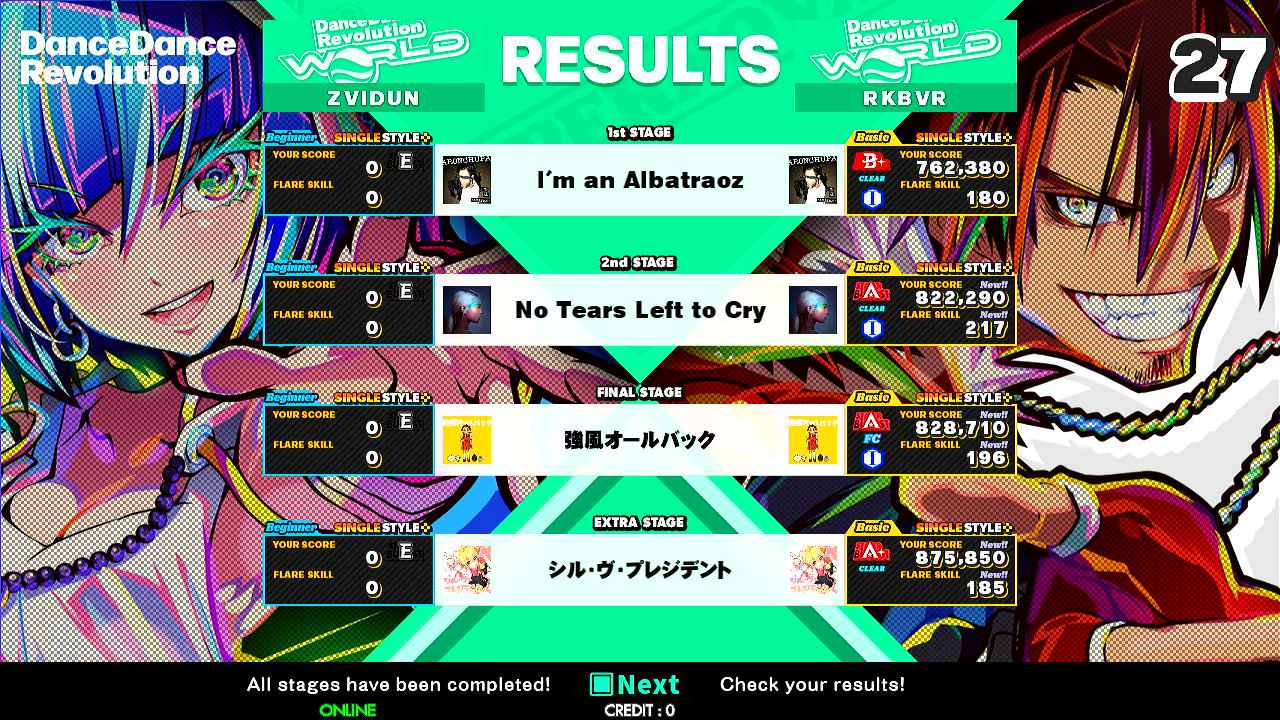 DanceDance
Revolution
DanceDance
Revolution
WORLD
RESULTS
DanceDance
Revolution
WORLD
27
ZVIDUN
RKBVR
1st STAGE
Beginner SINGLE STYLE
YOUR SCORE
0 E
FLARE SKILL
0
ARONCHUPA
I'm an Albatraoz
ARONCHUPA
Basic SINGLE STYLE
B+ YOUR SCORE
762,380
CLEAR FLARE SKILL
I 180
2nd STAGE
Beginner SINGLE STYLE
YOUR SCORE
0 E
FLARE SKILL
0
No Tears Left to Cry
Basic SINGLE STYLE
A YOUR SCORE New!!
822,290
CLEAR FLARE SKILL New!!
I 217
FINAL STAGE
Beginner SINGLE STYLE
YOUR SCORE
0 E
FLARE SKILL
0
強風オールバック
Basic SINGLE STYLE
A YOUR SCORE New!!
828,710
FC FLARE SKILL New!!
I 196
EXTRA STAGE
Beginner SINGLE STYLE
YOUR SCORE
0 E
FLARE SKILL
0
シル・ヴ・プレジデント
Basic SINGLE STYLE
A+ YOUR SCORE New!!
875,850
CLEAR FLARE SKILL New!!
185
All stages have been completed! Next Check your results!
ONLINE CREDIT : 0